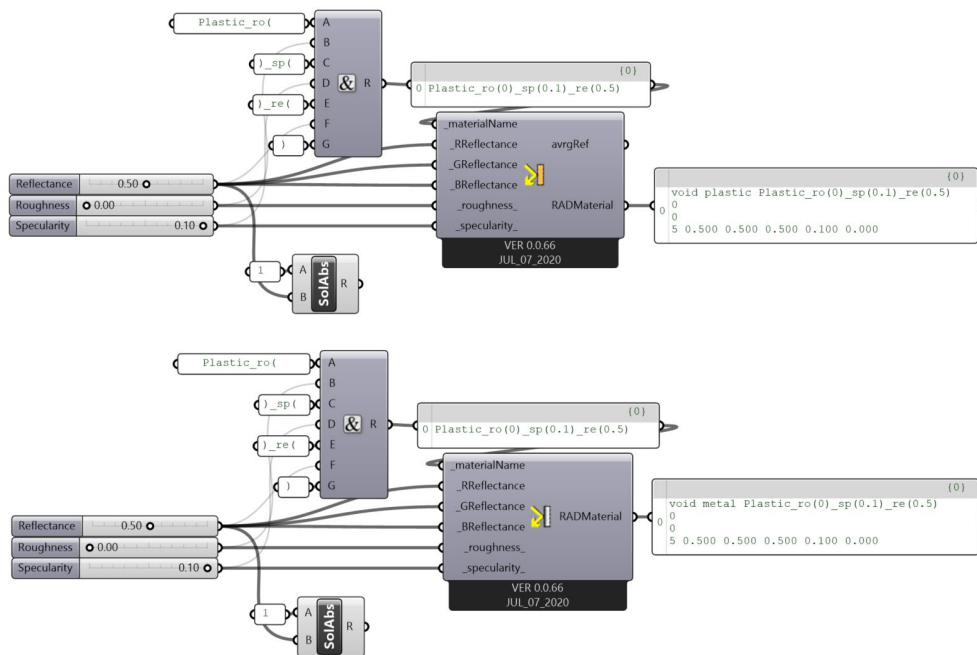 Plastic_ro(
A
B
)_sp(
C
D
&
R
)_re(
E
F
)
G
{0}
0 Plastic_ro(0)_sp(0.1)_re(0.5)
_materialName
_RReflectance
avrgRef
_GReflectance
_BReflectance
_roughness_
RADMaterial
_specularity_
VER 0.0.66
JUL_07_2020
Reflectance 0.50
Roughness 0.00
Specularity 0.10
{0}
void plastic Plastic_ro(0)_sp(0.1)_re(0.5)
0
0 0
5 0.500 0.500 0.500 0.100 0.000
1
A
B
SolAbs
R
Plastic_ro(
A
B
)_sp(
C
D
&
R
)_re(
E
F
)
G
{0}
0 Plastic_ro(0)_sp(0.1)_re(0.5)
_materialName
_RReflectance
_GReflectance
RADMaterial
_BReflectance
_roughness_
_specularity_
VER 0.0.66
JUL_07_2020
Reflectance 0.50
Roughness 0.00
Specularity 0.10
{0}
void metal Plastic_ro(0)_sp(0.1)_re(0.5)
0
0 0
5 0.500 0.500 0.500 0.100 0.000
1
A
B
SolAbs
R